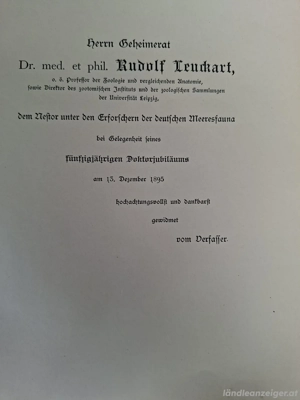 Herrn Geheimerat
Dr. med. et phil. Rudolf Leuckart,
o. ö. Professor der Zoologie und vergleichenden Anatomie,
sowie Direktor des zootomischen Instituts und der zoologischen Sammlungen
der Universität Leipzig,
dem Nestor unter den Erforschern der deutschen Meeresfauna
bei Gelegenheit seines
fünfzigjährigen Doktorjubiläums
am 15. Dezember 1895
hochachtungsvollst und dankbarst
gewidmet
vom Verfasser.
ländleanzeiger.at